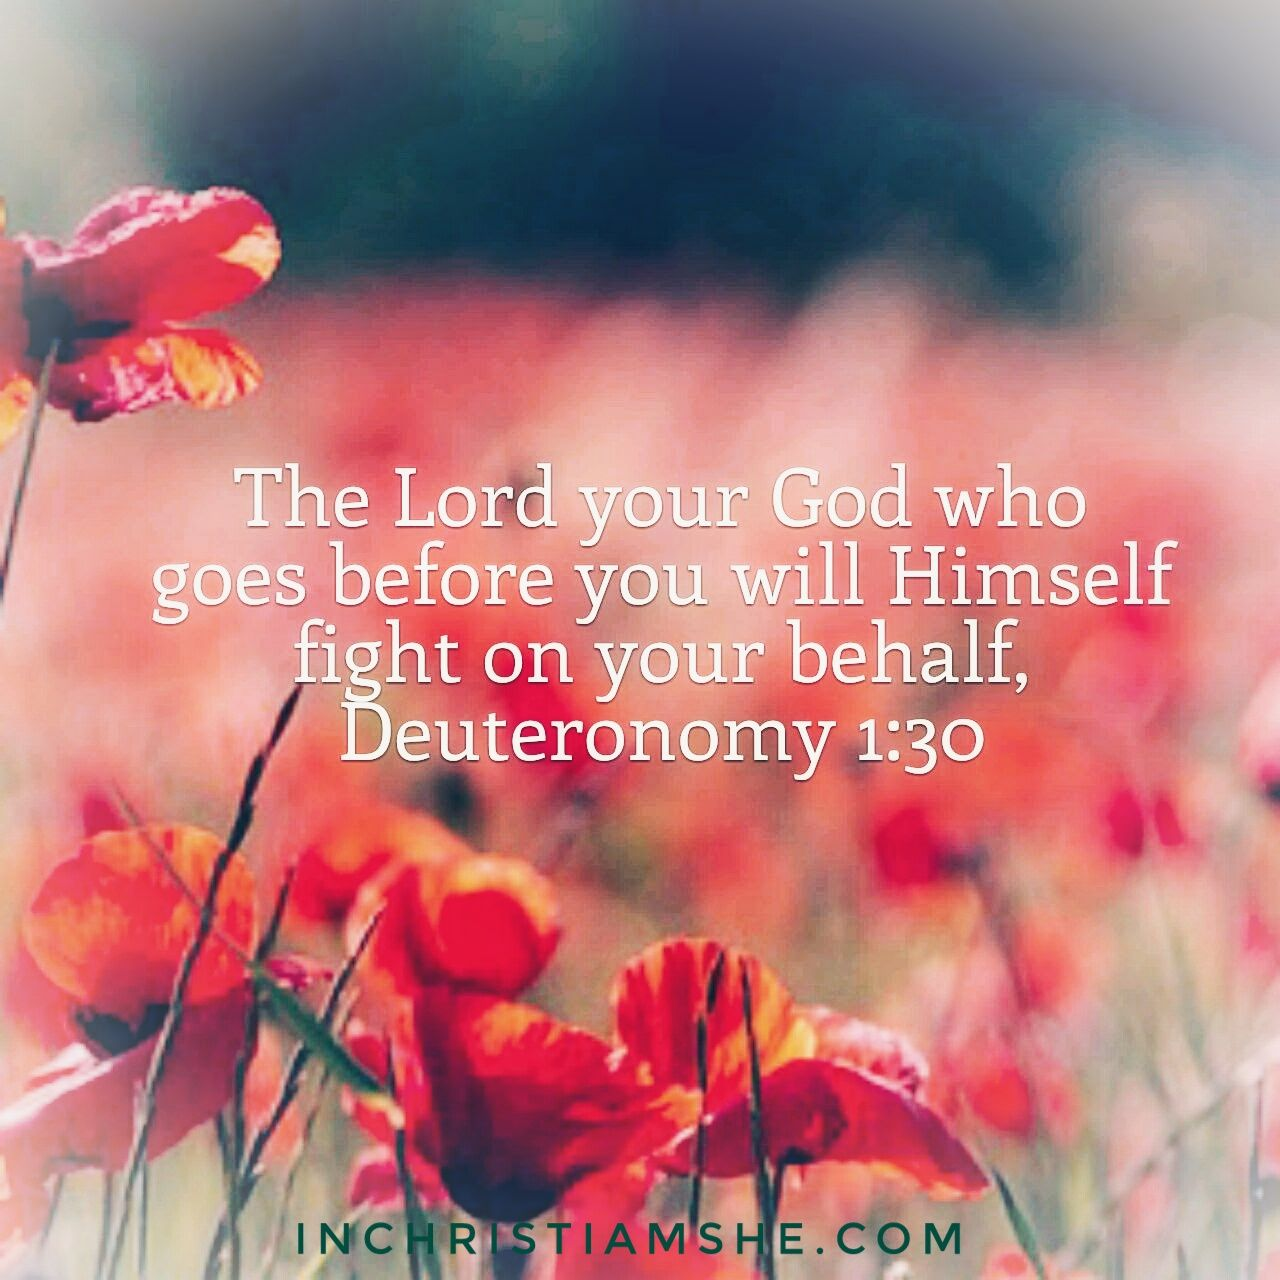 The Lord your God who
goes before you will Himself
fight on your behalf,
Deuteronomy 1:30
INCHRISTIAMSHE.COM